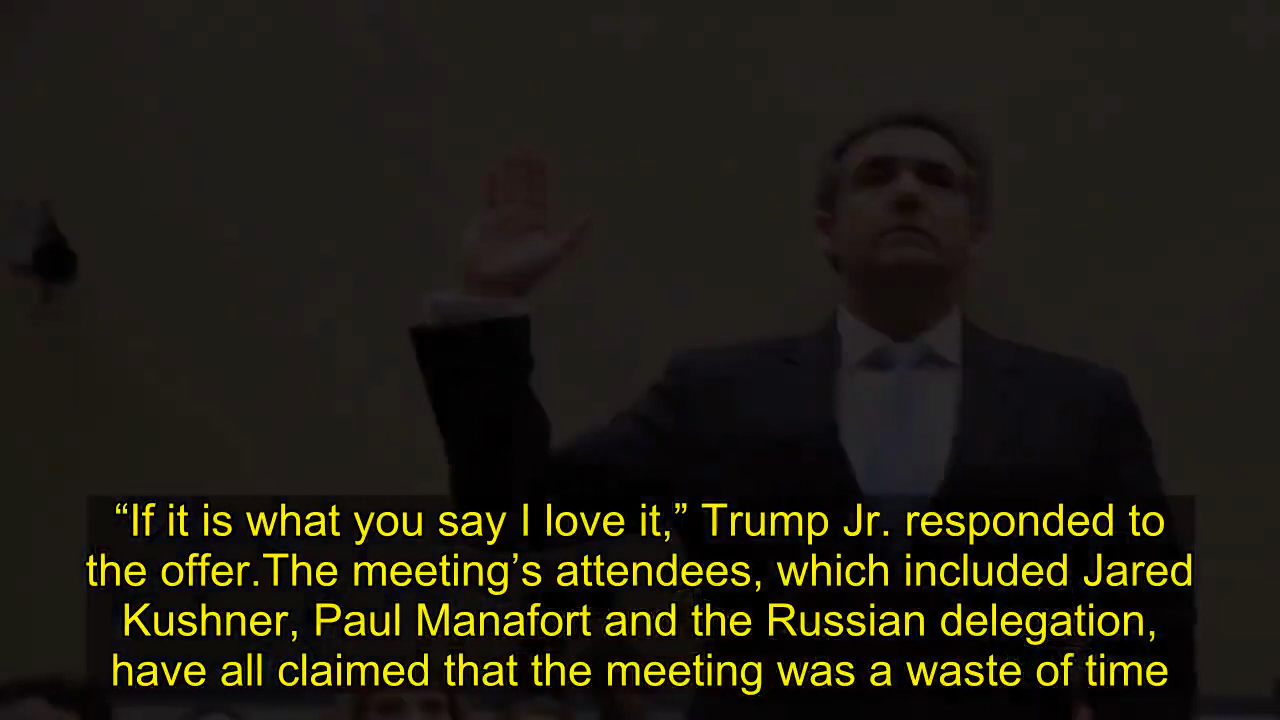 “If it is what you say I love it,” Trump Jr. responded to
the offer.The meeting’s attendees, which included Jared
Kushner, Paul Manafort and the Russian delegation,
have all claimed that the meeting was a waste of time